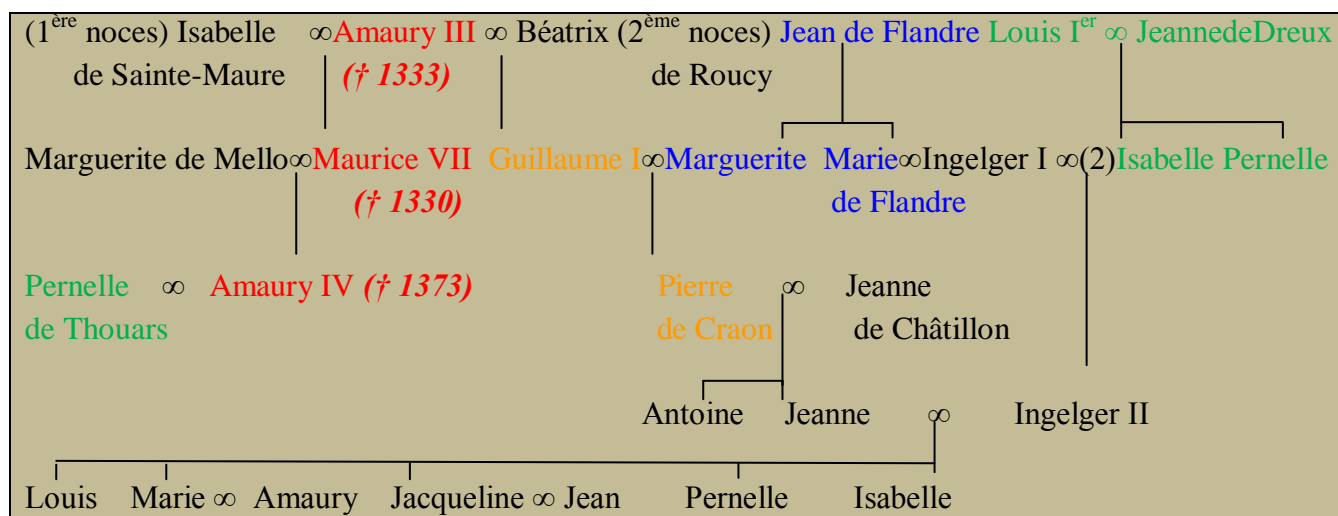 (1ère noces) Isabelle ∞Amaury III ∞ Béatrix (2ème noces) Jean de Flandre Louis Ier ∞ JeannedeDreux
de Sainte-Maure († 1333) de Roucy
Marguerite de Mello∞Maurice VII Guillaume I∞Marguerite Marie∞Ingelger I ∞(2)Isabelle Pernelle
(† 1330) de Flandre
Pernelle ∞ Amaury IV († 1373) Pierre ∞ Jeanne
de Thouars de Craon de Châtillon
Antoine Jeanne ∞ Ingelger II
Louis Marie ∞ Amaury Jacqueline ∞ Jean Pernelle Isabelle